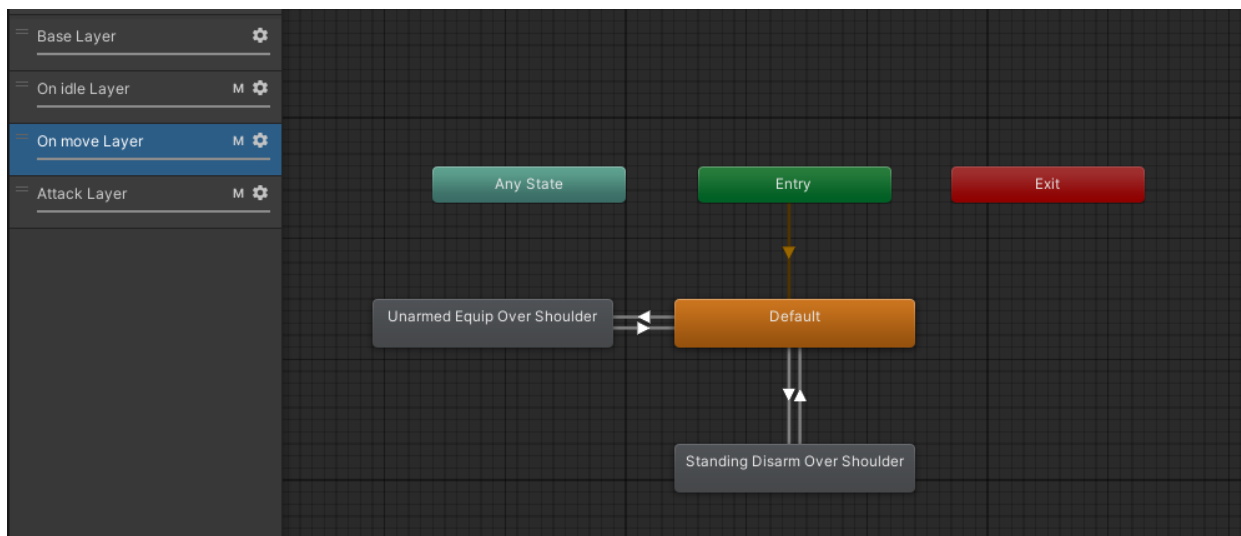 Base Layer
On idle Layer M
On move Layer M
Attack Layer M
Any State
Entry
Exit
Unarmed Equip Over Shoulder
Default
Standing Disarm Over Shoulder